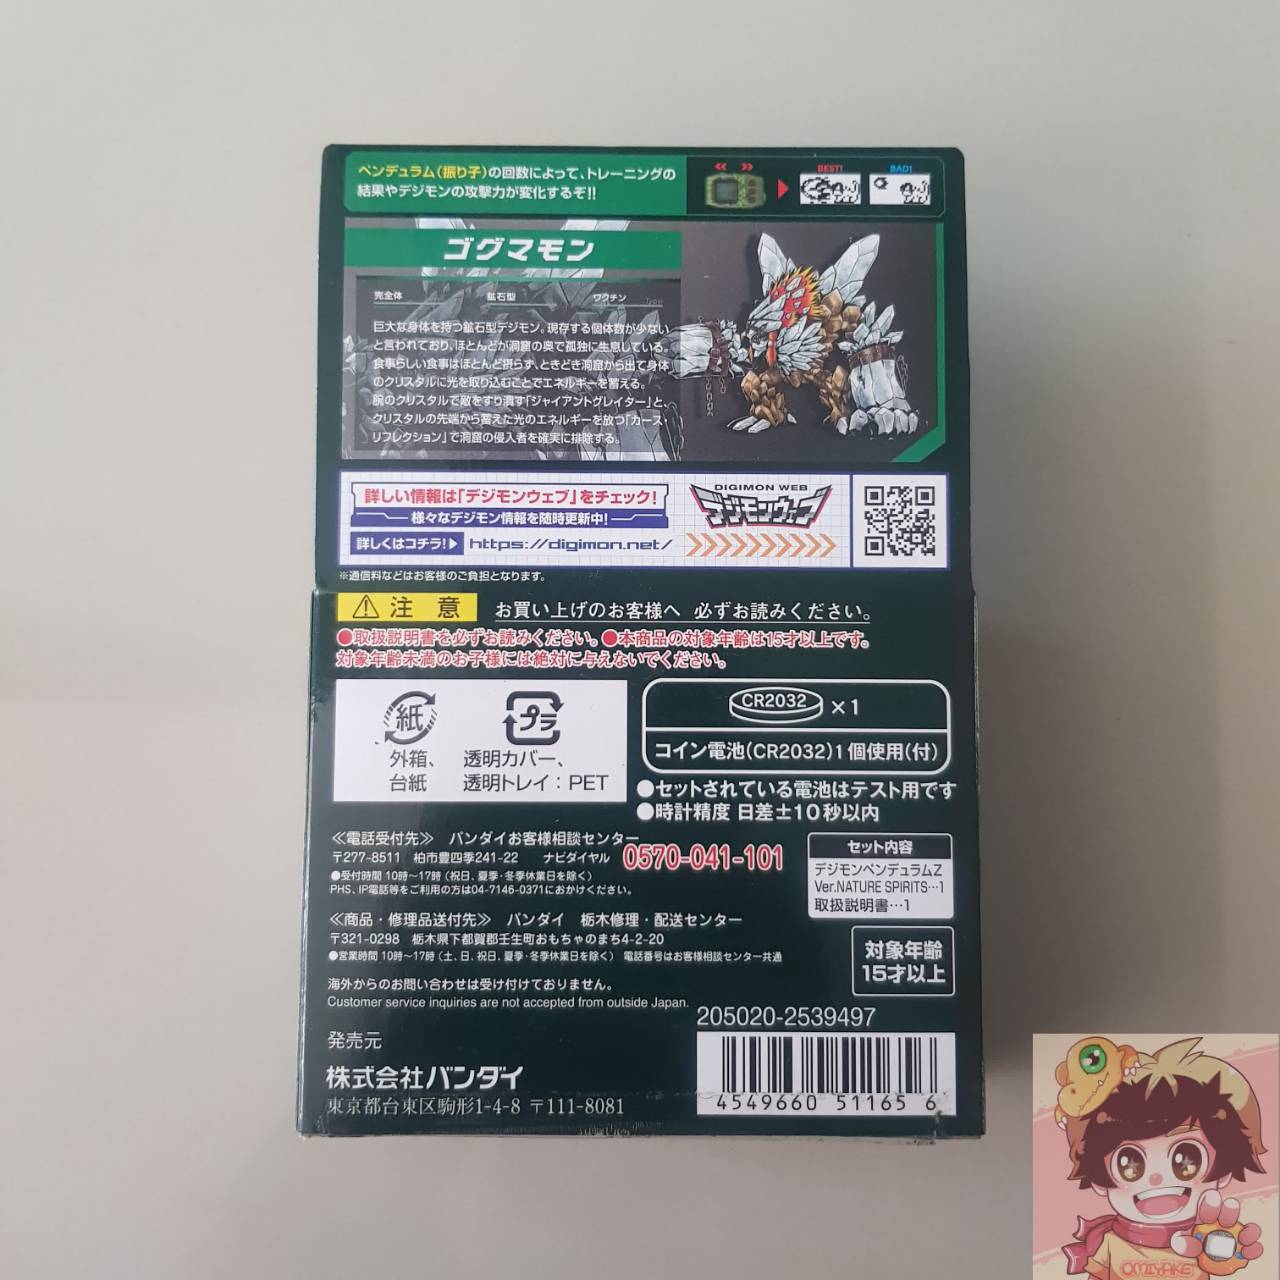 ペンデュラム(振り子)の回数によって、トレーニングの
結果やデジモンの攻撃力が変化するぞ!!
BEST!
BAD!
ゴグマモン
完全体 鉱石型 ワクチン Type
巨大な身体を持つ鉱石型デジモン。現存する個体数が少ない
と言われており、ほとんどが洞窟の奥で孤独に生息している。
食事らしい食事はほとんど摂らず、ときどき洞窟から出て身体
のクリスタルに光を取り込むことでエネルギーを蓄える。
腕のクリスタルで敵をすり潰す「ジャイアントグレイター」と、
クリスタルの先端から蓄えた光のエネルギーを放つ「カース・
リフレクション」で洞窟の侵入者を確実に排除する。
詳しい情報は「デジモンウェブ」をチェック!
様々なデジモン情報を随時更新中!
詳しくはコチラ!▶ https://digimon.net/
DIGIMON WEB
デジモンウェブ
※通信料などはお客様のご負担となります。
⚠注意 お買い上げのお客様へ 必ずお読みください。
●取扱説明書を必ずお読みください。●本商品の対象年齢は15才以上です。
対象年齢未満のお子様には絶対に与えないでください。
紙
外箱、
台紙
プラ
透明カバー、
透明トレイ:PET
CR2032 ×1
コイン電池(CR2032)1個使用(付)
●セットされている電池はテスト用です
●時計精度 日差±10秒以内
≪電話受付先≫ バンダイお客様相談センター
〒277-8511 柏市豊四季241-22 ナビダイヤル 0570-041-101
●受付時間 10時～17時(祝日、夏季・冬季休業日を除く)
PHS、IP電話等をご利用の方は04-7146-0371におかけください。
セット内容
デジモンペンデュラムZ
Ver.NATURE SPIRITS…1
取扱説明書…1
≪商品・修理品送付先≫ バンダイ 栃木修理・配送センター
〒321-0298 栃木県下都賀郡壬生町おもちゃのまち4-2-20
●営業時間 10時～17時(土、日、祝日、夏季・冬季休業日を除く) 電話番号はお客様相談センター共通
対象年齢
15才以上
海外からのお問い合わせは受け付けておりません。
Customer service inquiries are not accepted from outside Japan.
205020-2539497
発売元
株式会社バンダイ
東京都台東区駒形1-4-8 〒111-8081
4549660 51165 6
OMIYAKE